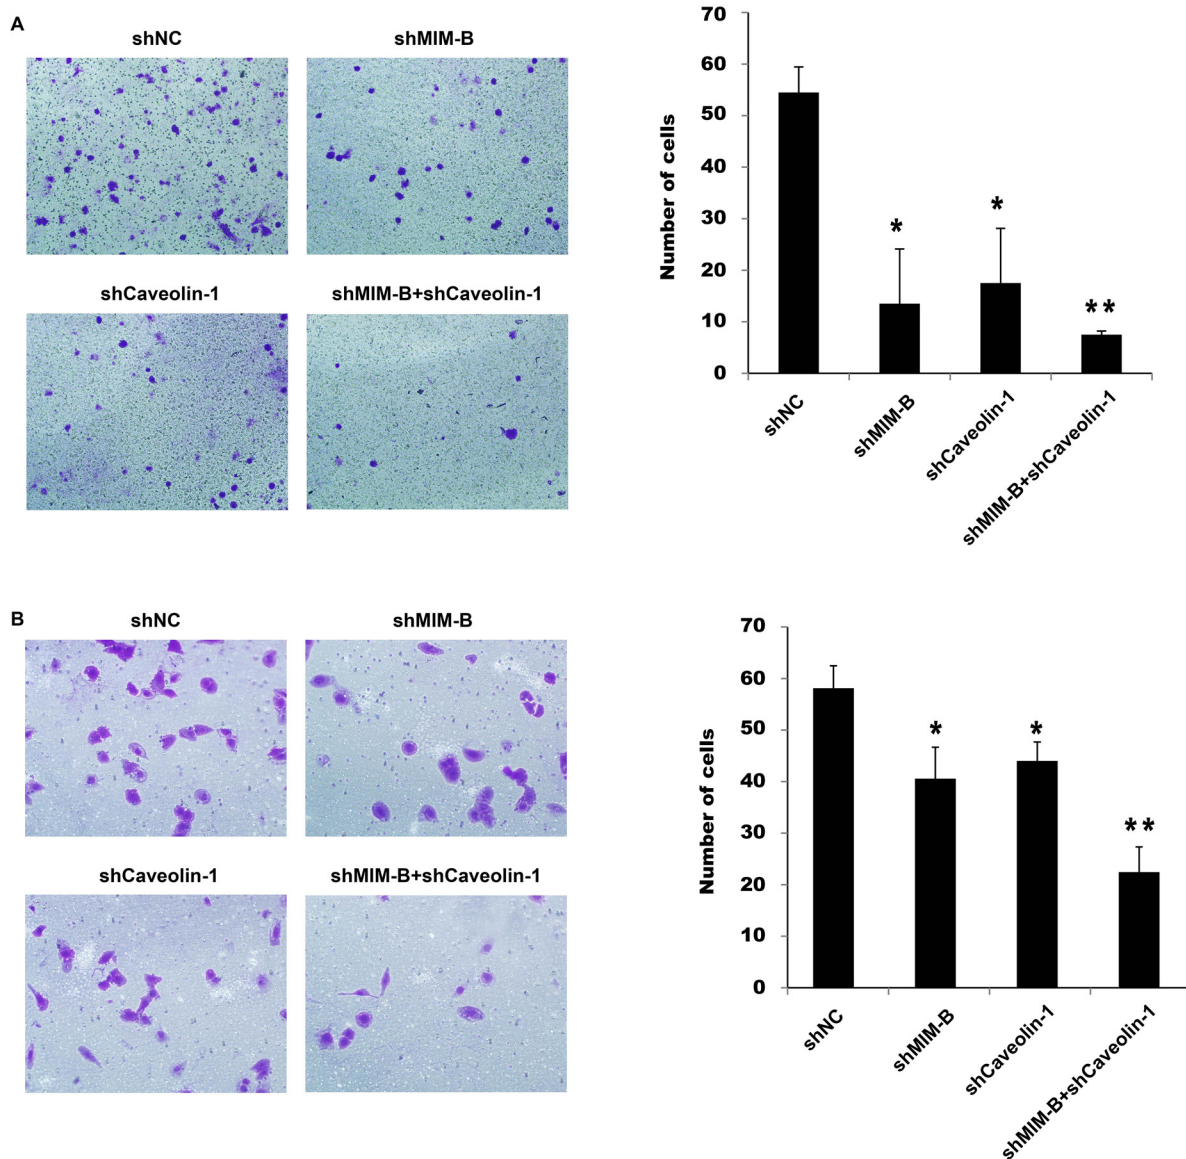 A
shNC
shMIM-B
shCaveolin-1
shMIM-B+shCaveolin-1
Number of cells
70
60
50
40
30
20
10
0
*
*
**
shNC
shMIM-B
shCaveolin-1
shMIM-B+shCaveolin-1
B
shNC
shMIM-B
shCaveolin-1
shMIM-B+shCaveolin-1
Number of cells
70
60
50
40
30
20
10
0
*
*
**
shNC
shMIM-B
shCaveolin-1
shMIM-B+shCaveolin-1